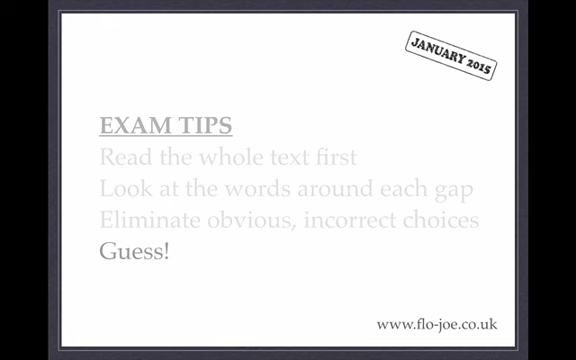 JANUARY 2015
EXAM TIPS
Read the whole text first
Look at the words around each gap
Eliminate obvious, incorrect choices
Guess!
www.flo-joe.co.uk